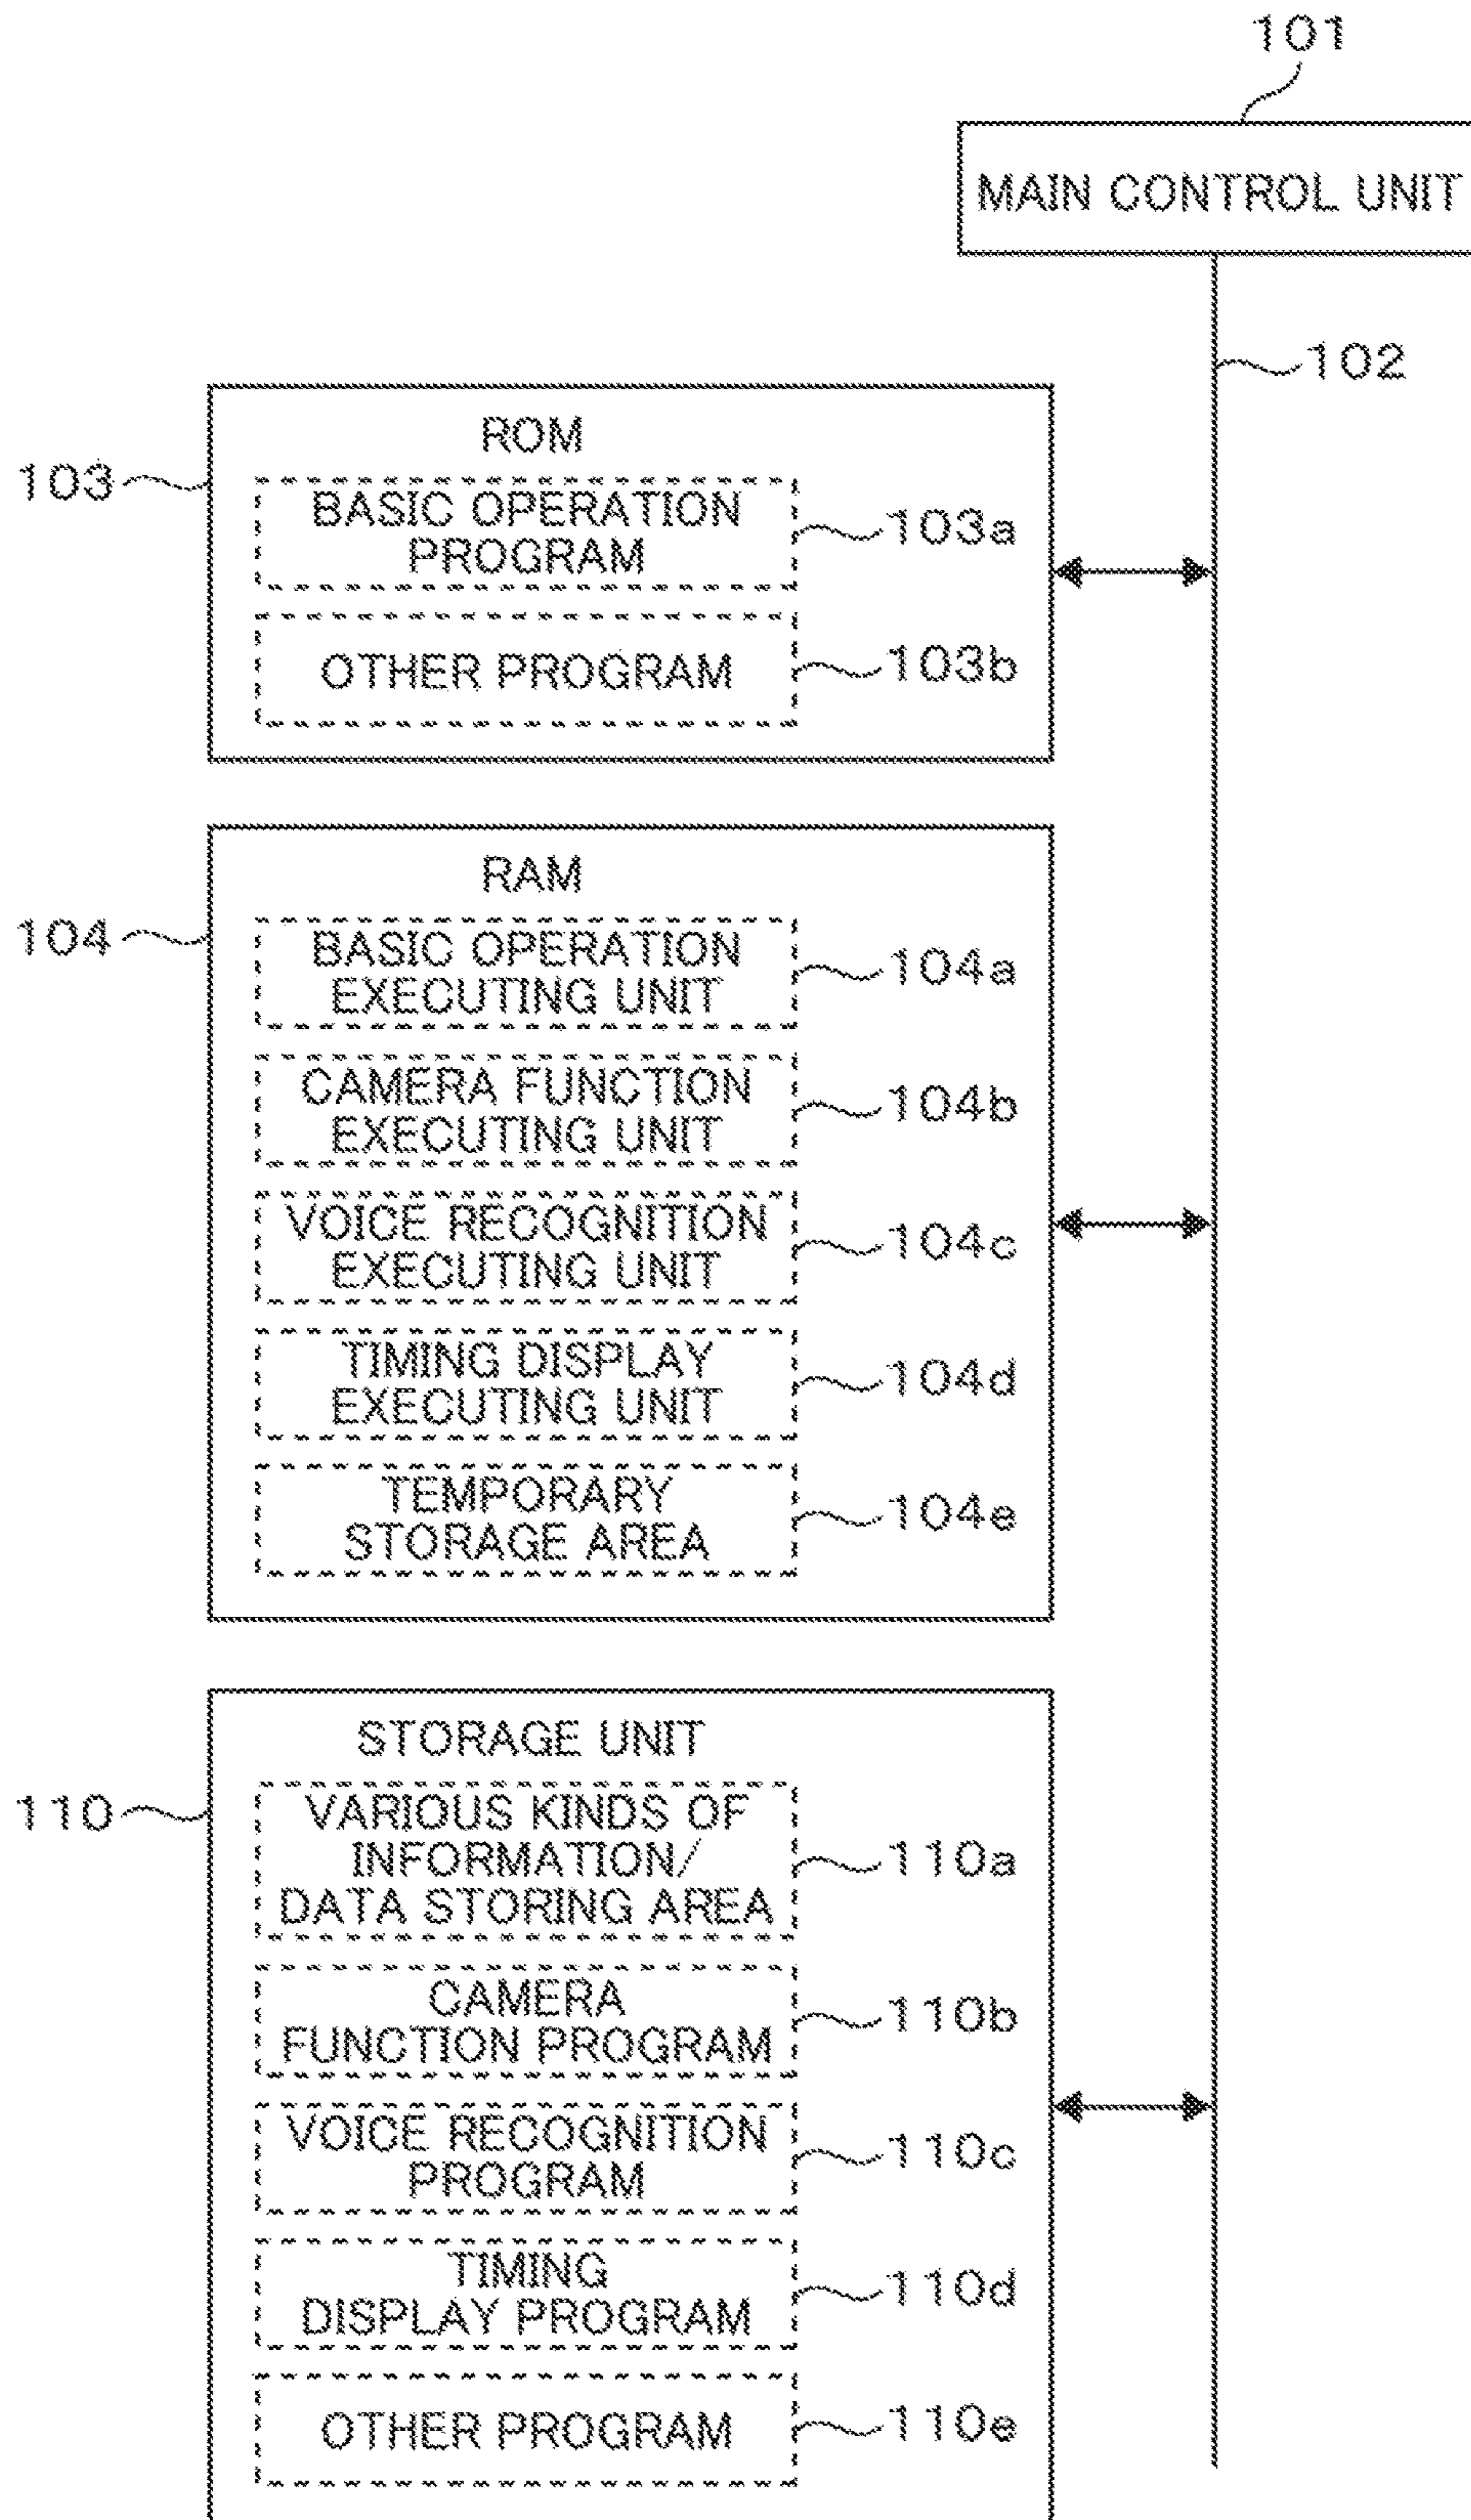 101
MAIN CONTROL UNIT
102
ROM
103
BASIC OPERATION
PROGRAM
103a
OTHER PROGRAM
103b
RAM
104
BASIC OPERATION
EXECUTING UNIT
104a
CAMERA FUNCTION
EXECUTING UNIT
104b
VOICE RECOGNITION
EXECUTING UNIT
104c
TIMING DISPLAY
EXECUTING UNIT
104d
TEMPORARY
STORAGE AREA
104e
STORAGE UNIT
110
VARIOUS KINDS OF
INFORMATION/
DATA STORING AREA
110a
CAMERA
FUNCTION PROGRAM
110b
VOICE RECOGNITION
PROGRAM
110c
TIMING
DISPLAY PROGRAM
110d
OTHER PROGRAM
110e